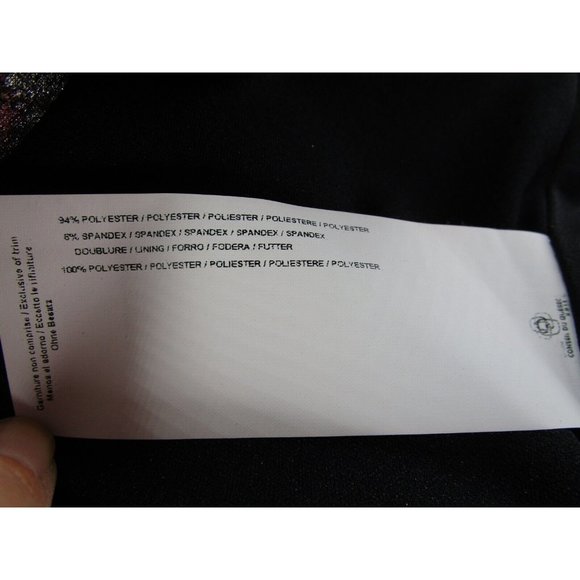 94% POLYESTER / POLYESTER / POLIESTER / POLIESTERE / POLYESTER
6% SPANDEX / SPANDEX / SPANDEX / SPANDEX / SPANDEX
DOUBLURE / LINING / FORRO / FODERA / FUTTER
100% POLYESTER / POLYESTER / POLIESTER / POLIESTERE / POLYESTER
Garniture non comprise / Exclusive of trim
Menos el adorno / Eccetto le rifiniture
Ohne Besatz
CONSEIL DU QUEBEC